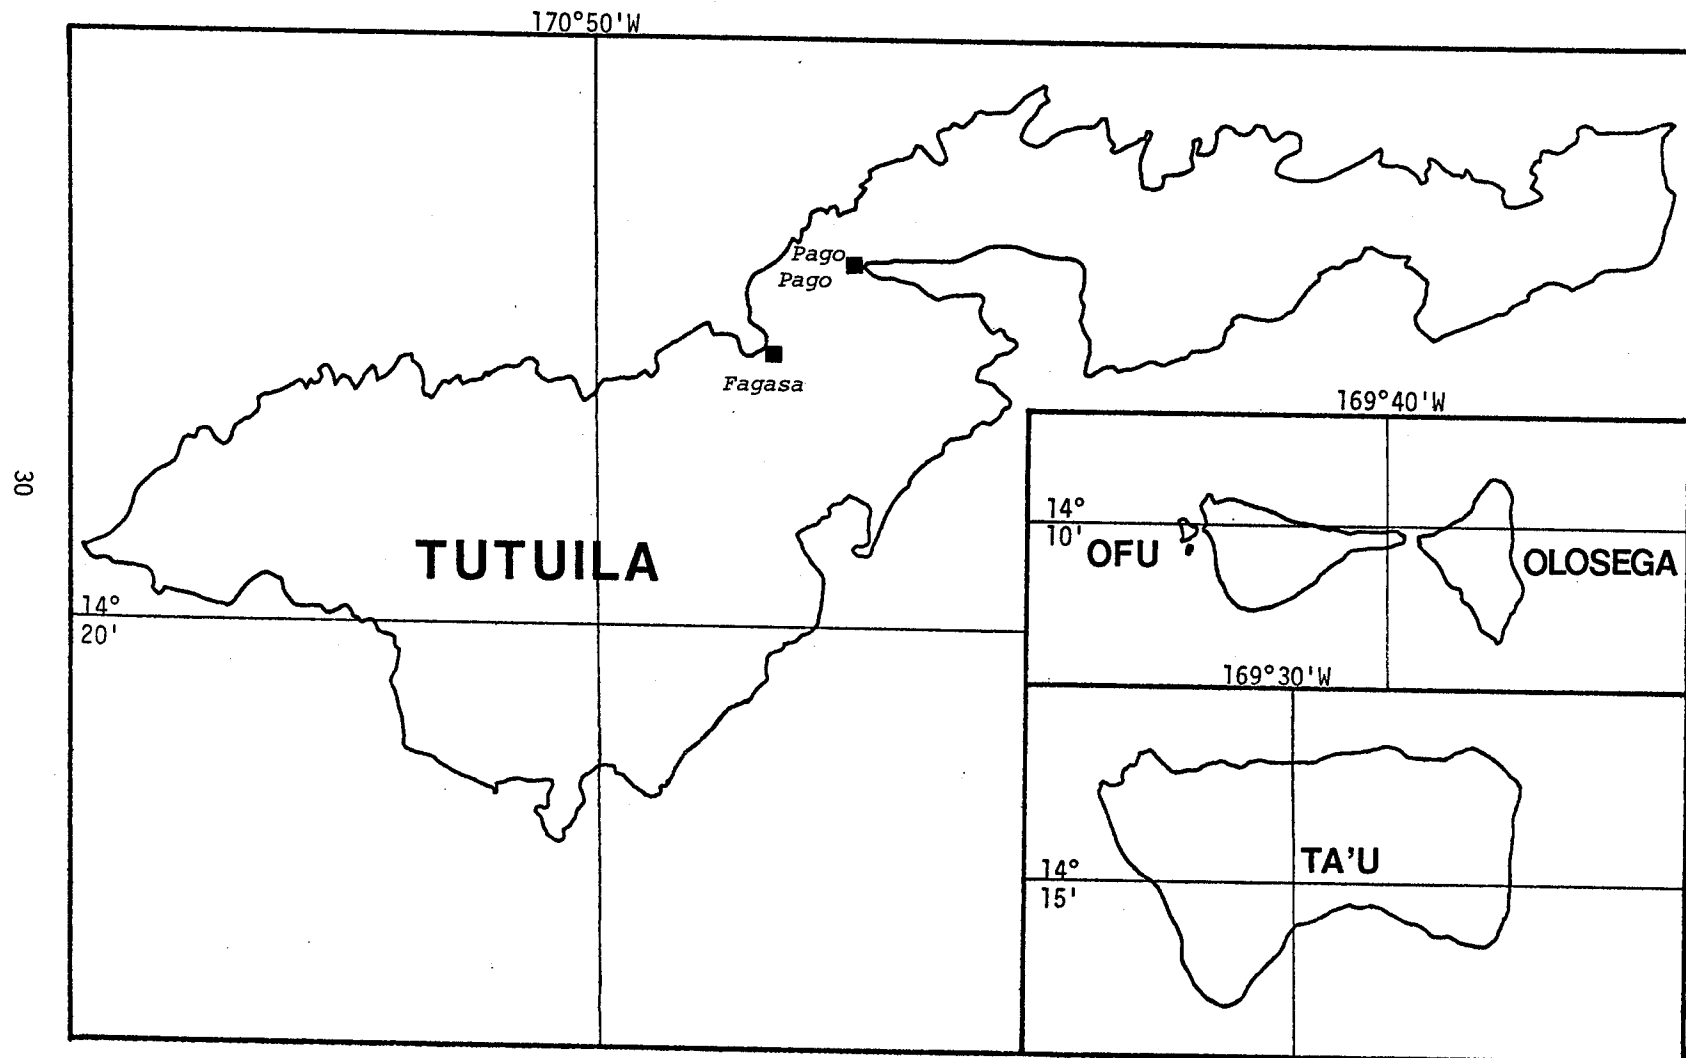 170°50'W
Pago
Pago
Fagasa
30
TUTUILA
14°
20'
169°40'W
14°
10'
OFU
OLOSEGA
169°30'W
TA'U
14°
15'